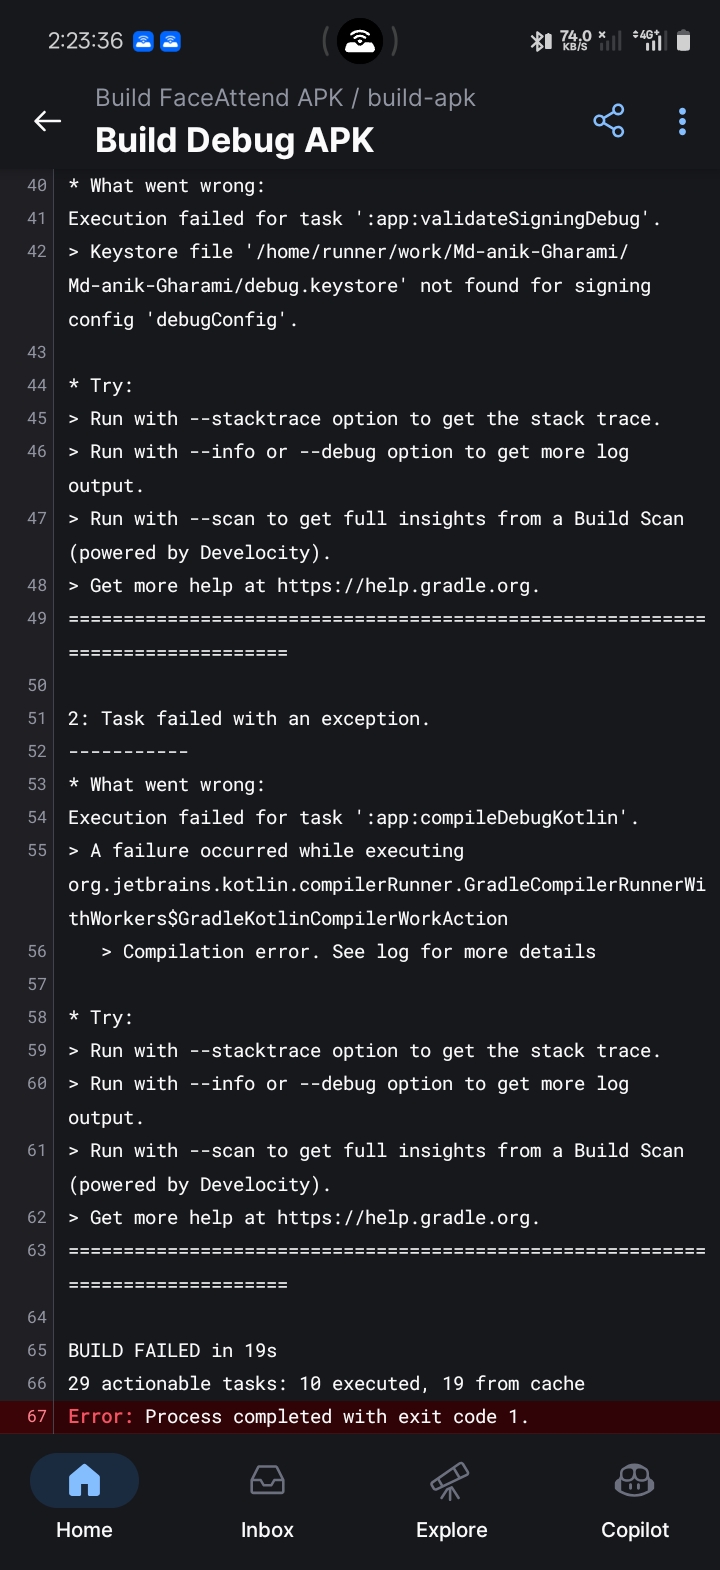 2:23:36
74.0
KB/S
4G+
Build FaceAttend APK / build-apk
Build Debug APK
40 * What went wrong:
41 Execution failed for task ':app:validateSigningDebug'.
42 > Keystore file '/home/runner/work/Md-anik-Gharami/
Md-anik-Gharami/debug.keystore' not found for signing
config 'debugConfig'.
43
44 * Try:
45 > Run with --stacktrace option to get the stack trace.
46 > Run with --info or --debug option to get more log
output.
47 > Run with --scan to get full insights from a Build Scan
(powered by Develocity).
48 > Get more help at https://help.gradle.org.
49 ==========================================================
====================
50
51 2: Task failed with an exception.
52 -----------
53 * What went wrong:
54 Execution failed for task ':app:compileDebugKotlin'.
55 > A failure occurred while executing
org.jetbrains.kotlin.compilerRunner.GradleCompilerRunnerWi
thWorkers$GradleKotlinCompilerWorkAction
56    > Compilation error. See log for more details
57
58 * Try:
59 > Run with --stacktrace option to get the stack trace.
60 > Run with --info or --debug option to get more log
output.
61 > Run with --scan to get full insights from a Build Scan
(powered by Develocity).
62 > Get more help at https://help.gradle.org.
63 ==========================================================
====================
64
65 BUILD FAILED in 19s
66 29 actionable tasks: 10 executed, 19 from cache
67 Error: Process completed with exit code 1.
Home Inbox Explore Copilot